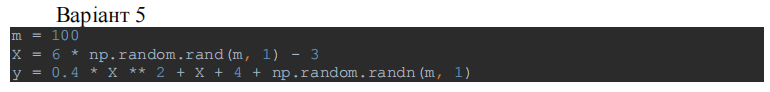 Варіант 5
m = 100
X = 6 * np.random.rand(m, 1) - 3
y = 0.4 * X ** 2 + X + 4 + np.random.randn(m, 1)